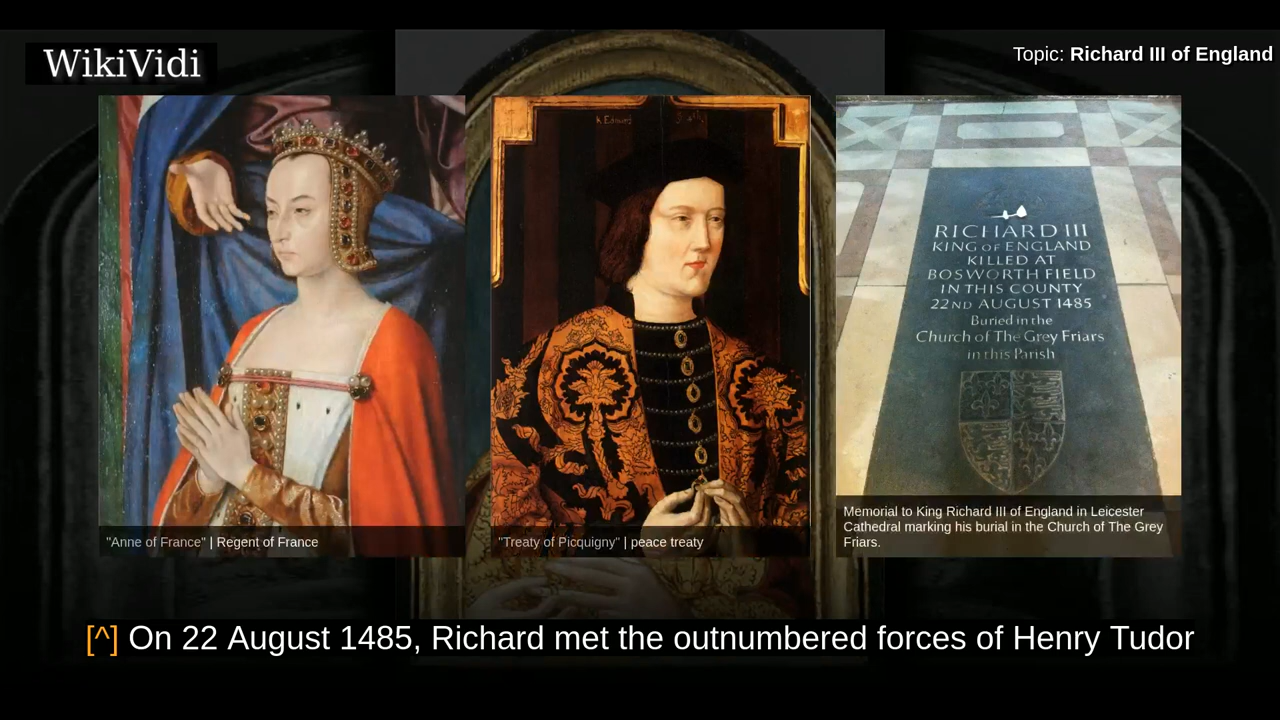 WikiVidi
Topic: Richard III of England
RICHARD III
KING OF ENGLAND
KILLED AT
BOSWORTH FIELD
IN THIS COUNTY
22ND AUGUST 1485
Buried in the
Church of The Grey Friars
in this Parish
"Anne of France" | Regent of France
"Treaty of Picquigny" | peace treaty
Memorial to King Richard III of England in Leicester
Cathedral marking his burial in the Church of The Grey
Friars.
[^] On 22 August 1485, Richard met the outnumbered forces of Henry Tudor